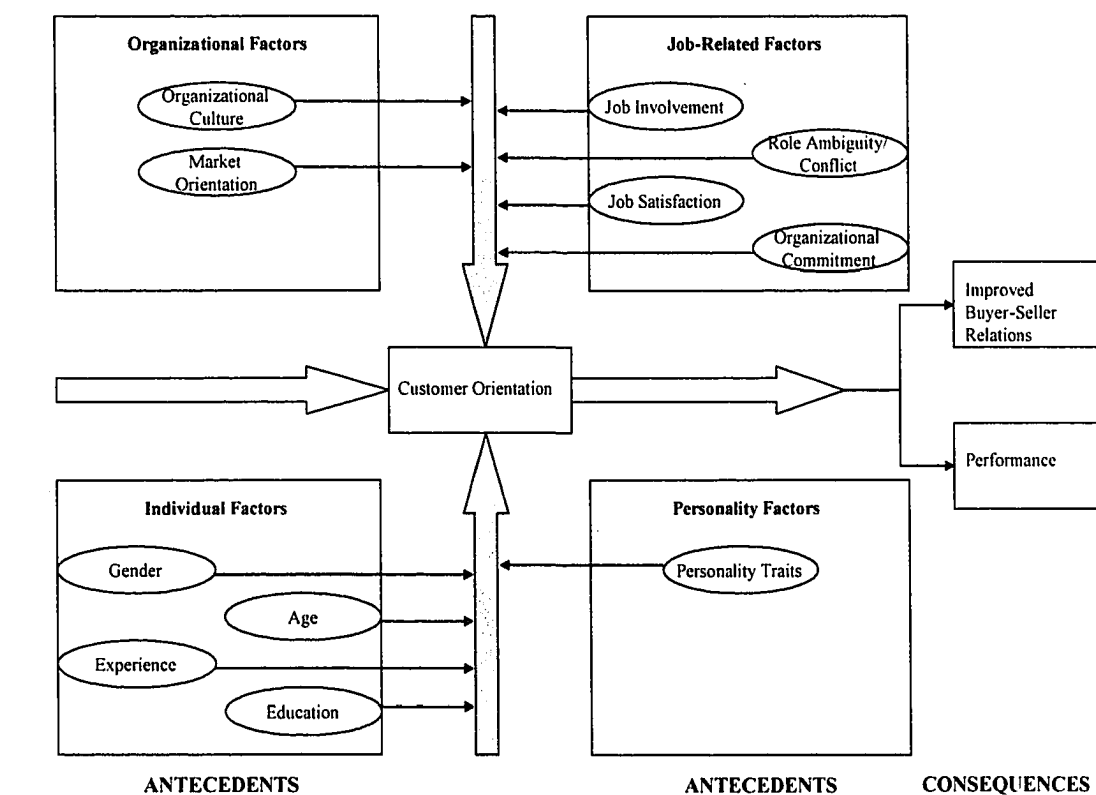 Organizational Factors
Organizational
Culture
Market
Orientation
Job-Related Factors
Job Involvement
Role Ambiguity/
Conflict
Job Satisfaction
Organizational
Commitment
Improved
Buyer-Seller
Relations
Customer Orientation
Performance
Individual Factors
Gender
Age
Experience
Education
Personality Factors
Personality Traits
ANTECEDENTS
ANTECEDENTS
CONSEQUENCES